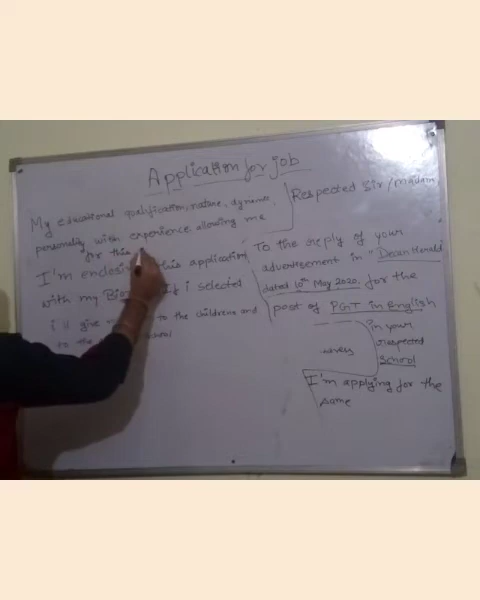 Application for job
Respected Sir/madam,
To the reply of your
advertisement in "Decan Herald"
dated 10th May 2020, for the
post of PGT in English
in your
respected
School
I'm applying for the
same
My educational qualification, nature, dynamic
personality with experience allowing me
for this
I'm enclosing this application,
with my If i selected
i'll give to the childrens and
to the